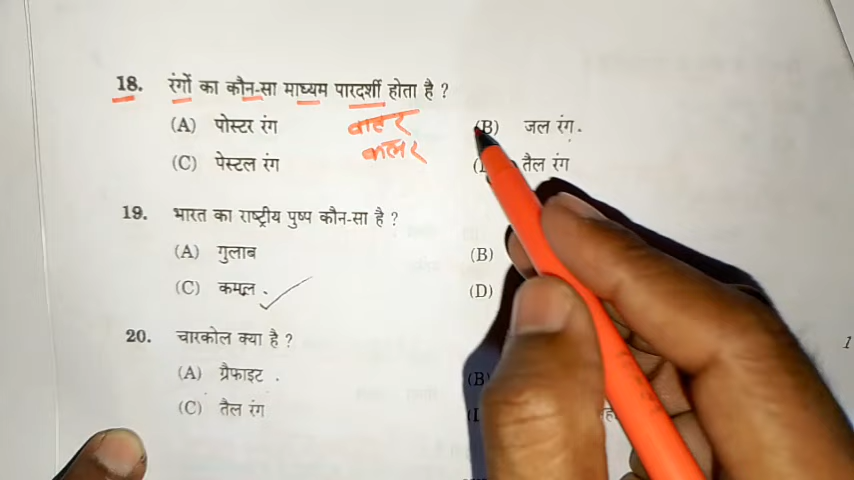 18. रंगों का कौन-सा माध्यम पारदर्शी होता है ?
(A) पोस्टर रंग वाटर (B) जल रंग.
(C) पेस्टल रंग कलर तैल रंग
19. भारत का राष्ट्रीय पुष्प कौन-सा है ?
(A) गुलाब (B)
(C) कमल . (D)
20. चारकोल क्या है ?
(A) ग्रैफाइट . (B)
(C) तैल रंग